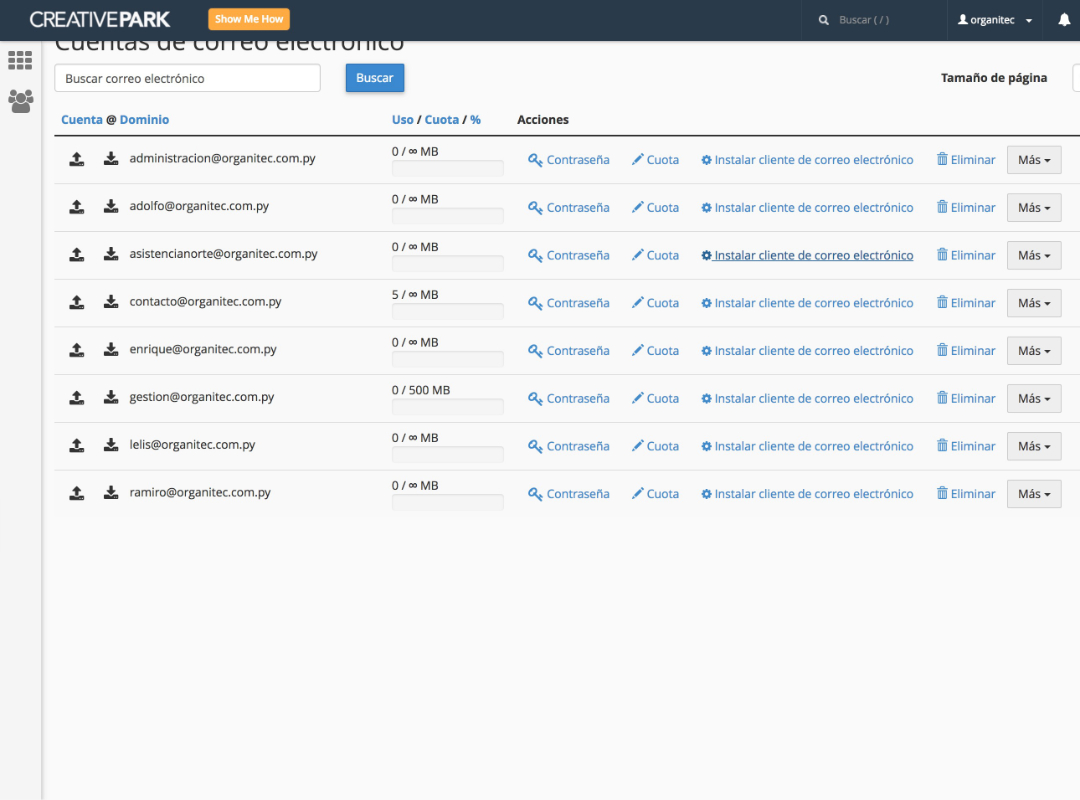 CREATIVEPARK Show Me How Buscar ( / ) organitec
Cuentas de correo electrónico
Buscar correo electrónico Buscar Tamaño de página
Cuenta @ Dominio Uso / Cuota / % Acciones
administracion@organitec.com.py 0 / ∞ MB Contraseña Cuota Instalar cliente de correo electrónico Eliminar Más
adolfo@organitec.com.py 0 / ∞ MB Contraseña Cuota Instalar cliente de correo electrónico Eliminar Más
asistencianorte@organitec.com.py 0 / ∞ MB Contraseña Cuota Instalar cliente de correo electrónico Eliminar Más
contacto@organitec.com.py 5 / ∞ MB Contraseña Cuota Instalar cliente de correo electrónico Eliminar Más
enrique@organitec.com.py 0 / ∞ MB Contraseña Cuota Instalar cliente de correo electrónico Eliminar Más
gestion@organitec.com.py 0 / 500 MB Contraseña Cuota Instalar cliente de correo electrónico Eliminar Más
lelis@organitec.com.py 0 / ∞ MB Contraseña Cuota Instalar cliente de correo electrónico Eliminar Más
ramiro@organitec.com.py 0 / ∞ MB Contraseña Cuota Instalar cliente de correo electrónico Eliminar Más